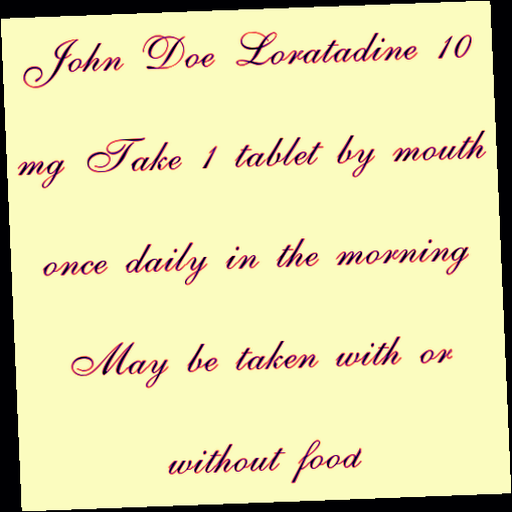 John Doe Loratadine 10
mg Take 1 tablet by mouth
once daily in the morning
May be taken with or
without food